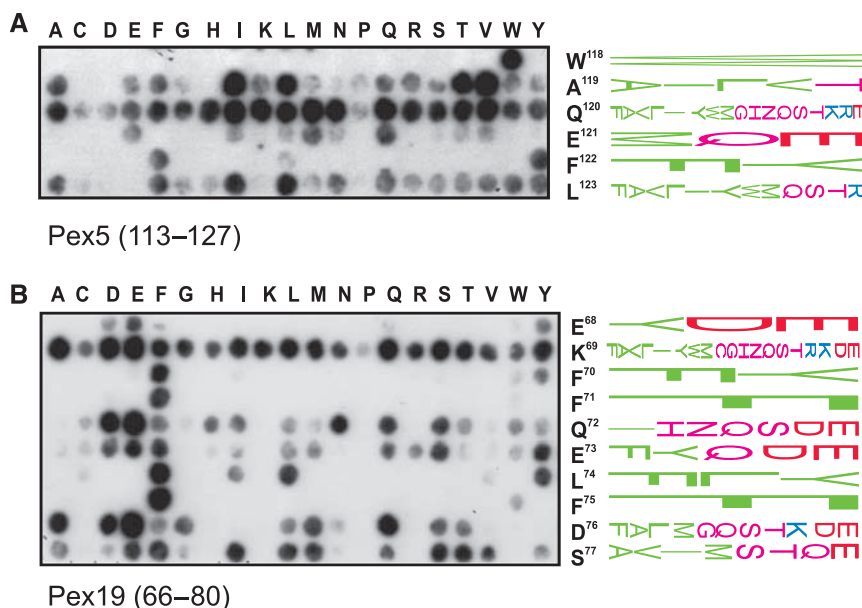 A
A C D E F G H I K L M N P Q R S T V W Y
W118 W
A119
Q120
E121
F122
L123
Pex5 (113–127)
B
A C D E F G H I K L M N P Q R S T V W Y
E68 Y D E
K69
F70
F71 F
Q72 I H N Q S D E
E73 F Y Q D E
L74
F75 F
D76 F A L M G Q S T K D E
S77 A V I M S T Q E
Pex19 (66–80)